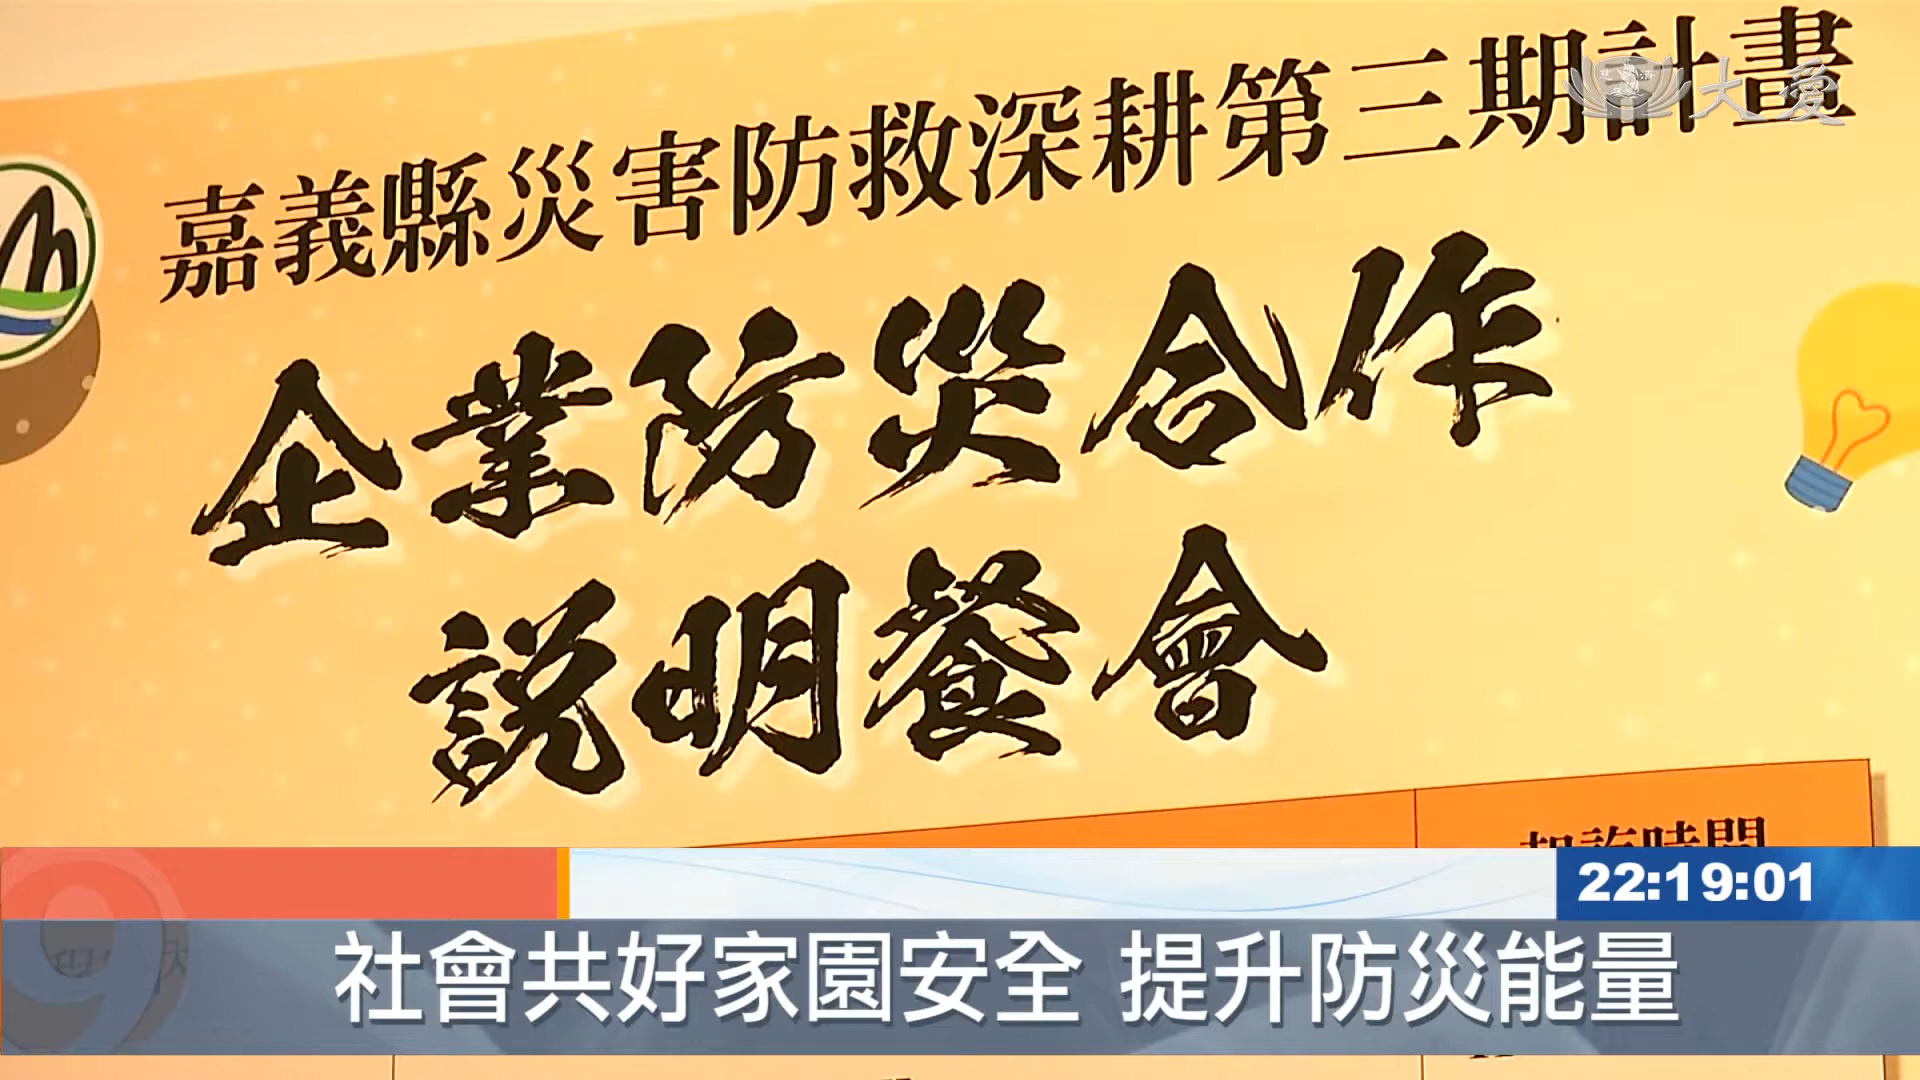 嘉義縣災害防救深耕第三期計畫
大愛
企業防災合作
説明餐會
22:19:01
社會共好家園安全 提升防災能量